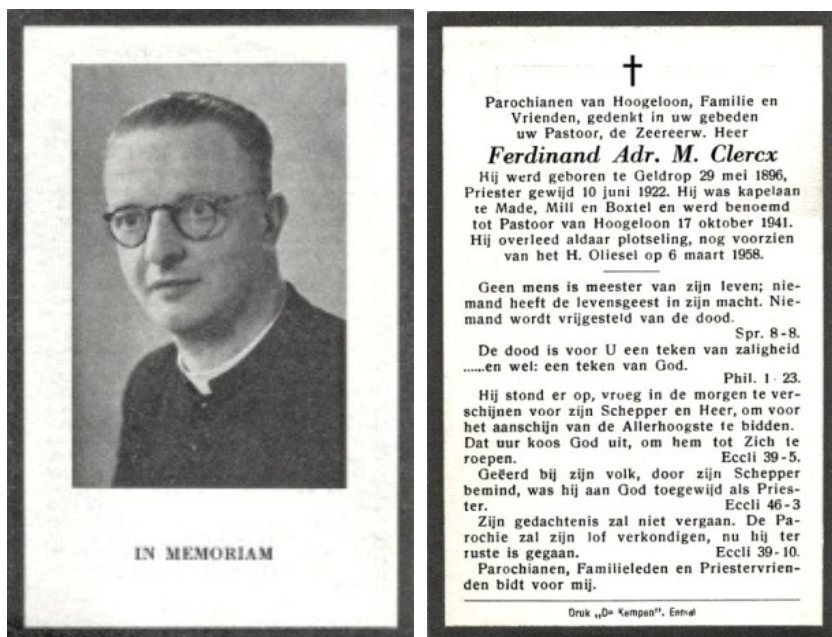 IN MEMORIAM
Parochianen van Hoogeloon, Familie en
Vrienden, gedenkt in uw gebeden
uw Pastoor, de Zeereerw. Heer
Ferdinand Adr. M. Clercx
Hij werd geboren te Geldrop 29 mei 1896,
Priester gewijd 10 juni 1922. Hij was kapelaan
te Made, Mill en Boxtel en werd benoemd
tot Pastoor van Hoogeloon 17 oktober 1941.
Hij overleed aldaar plotseling, nog voorzien
van het H. Oliesel op 6 maart 1958.
Geen mens is meester van zijn leven; nie-
mand heeft de levensgeest in zijn macht. Nie-
mand wordt vrijgesteld van de dood.
Spr. 8-8.
De dood is voor U een teken van zaligheid
......en wel: een teken van God.
Phil. 1 - 23.
Hij stond er op, vroeg in de morgen te ver-
schijnen voor zijn Schepper en Heer, om voor
het aanschijn van de Allerhoogste te bidden.
Dat uur koos God uit, om hem tot Zich te
roepen. Eccli 39-5.
Geëerd bij zijn volk, door zijn Schepper
bemind, was hij aan God toegewijd als Pries-
ter. Eccli 46-3
Zijn gedachtenis zal niet vergaan. De Pa-
rochie zal zijn lof verkondigen, nu hij ter
ruste is gegaan. Eccli 39-10.
Parochianen, Familieleden en Priestervrien-
den bidt voor mij.
Druk „De Kempen”,